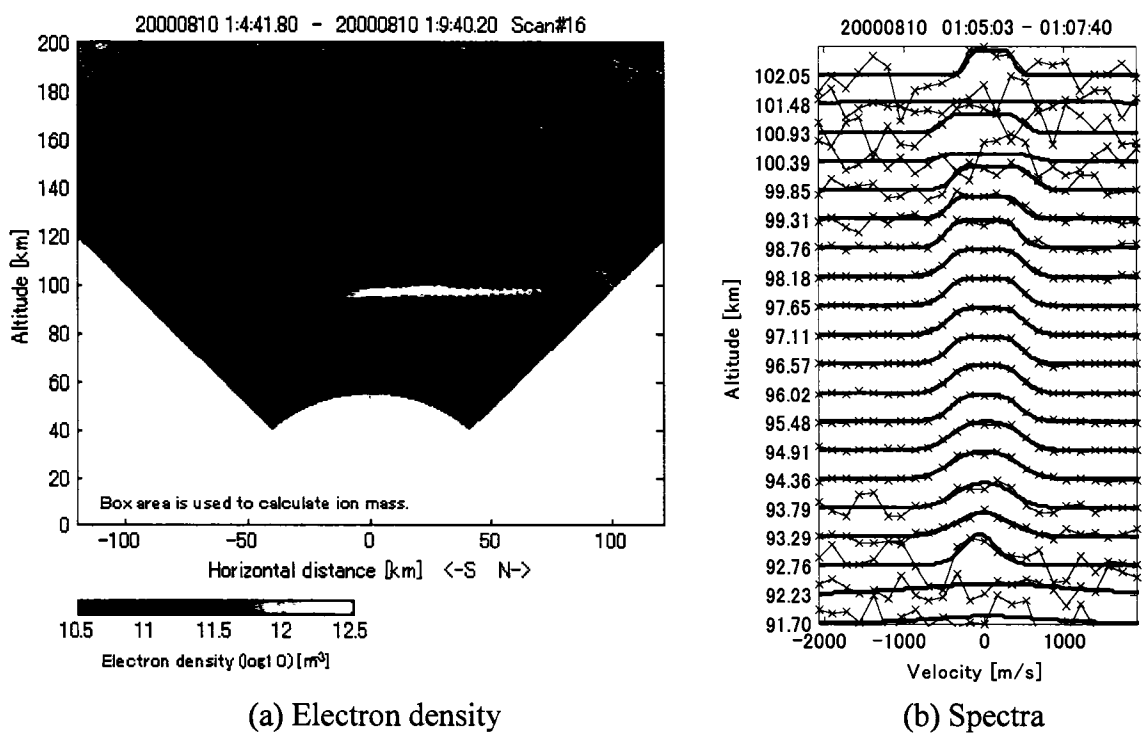 20000810 1:4:41.80 - 20000810 1:9:40.20 Scan#16
200
180
160
140
120
100
80
60
40
20
0
Altitude [km]
Box area is used to calculate ion mass.
-100 -50 0 50 100
Horizontal distance [km] <-S N->
10.5 11 11.5 12 12.5
Electron density (log10) [m³]
(a) Electron density
20000810 01:05:03 - 01:07:40
102.05
101.48
100.93
100.39
99.85
99.31
98.76
98.18
97.65
97.11
96.57
96.02
95.48
94.91
94.36
93.79
93.29
92.76
92.23
91.70
Altitude [km]
-2000 -1000 0 1000
Velocity [m/s]
(b) Spectra